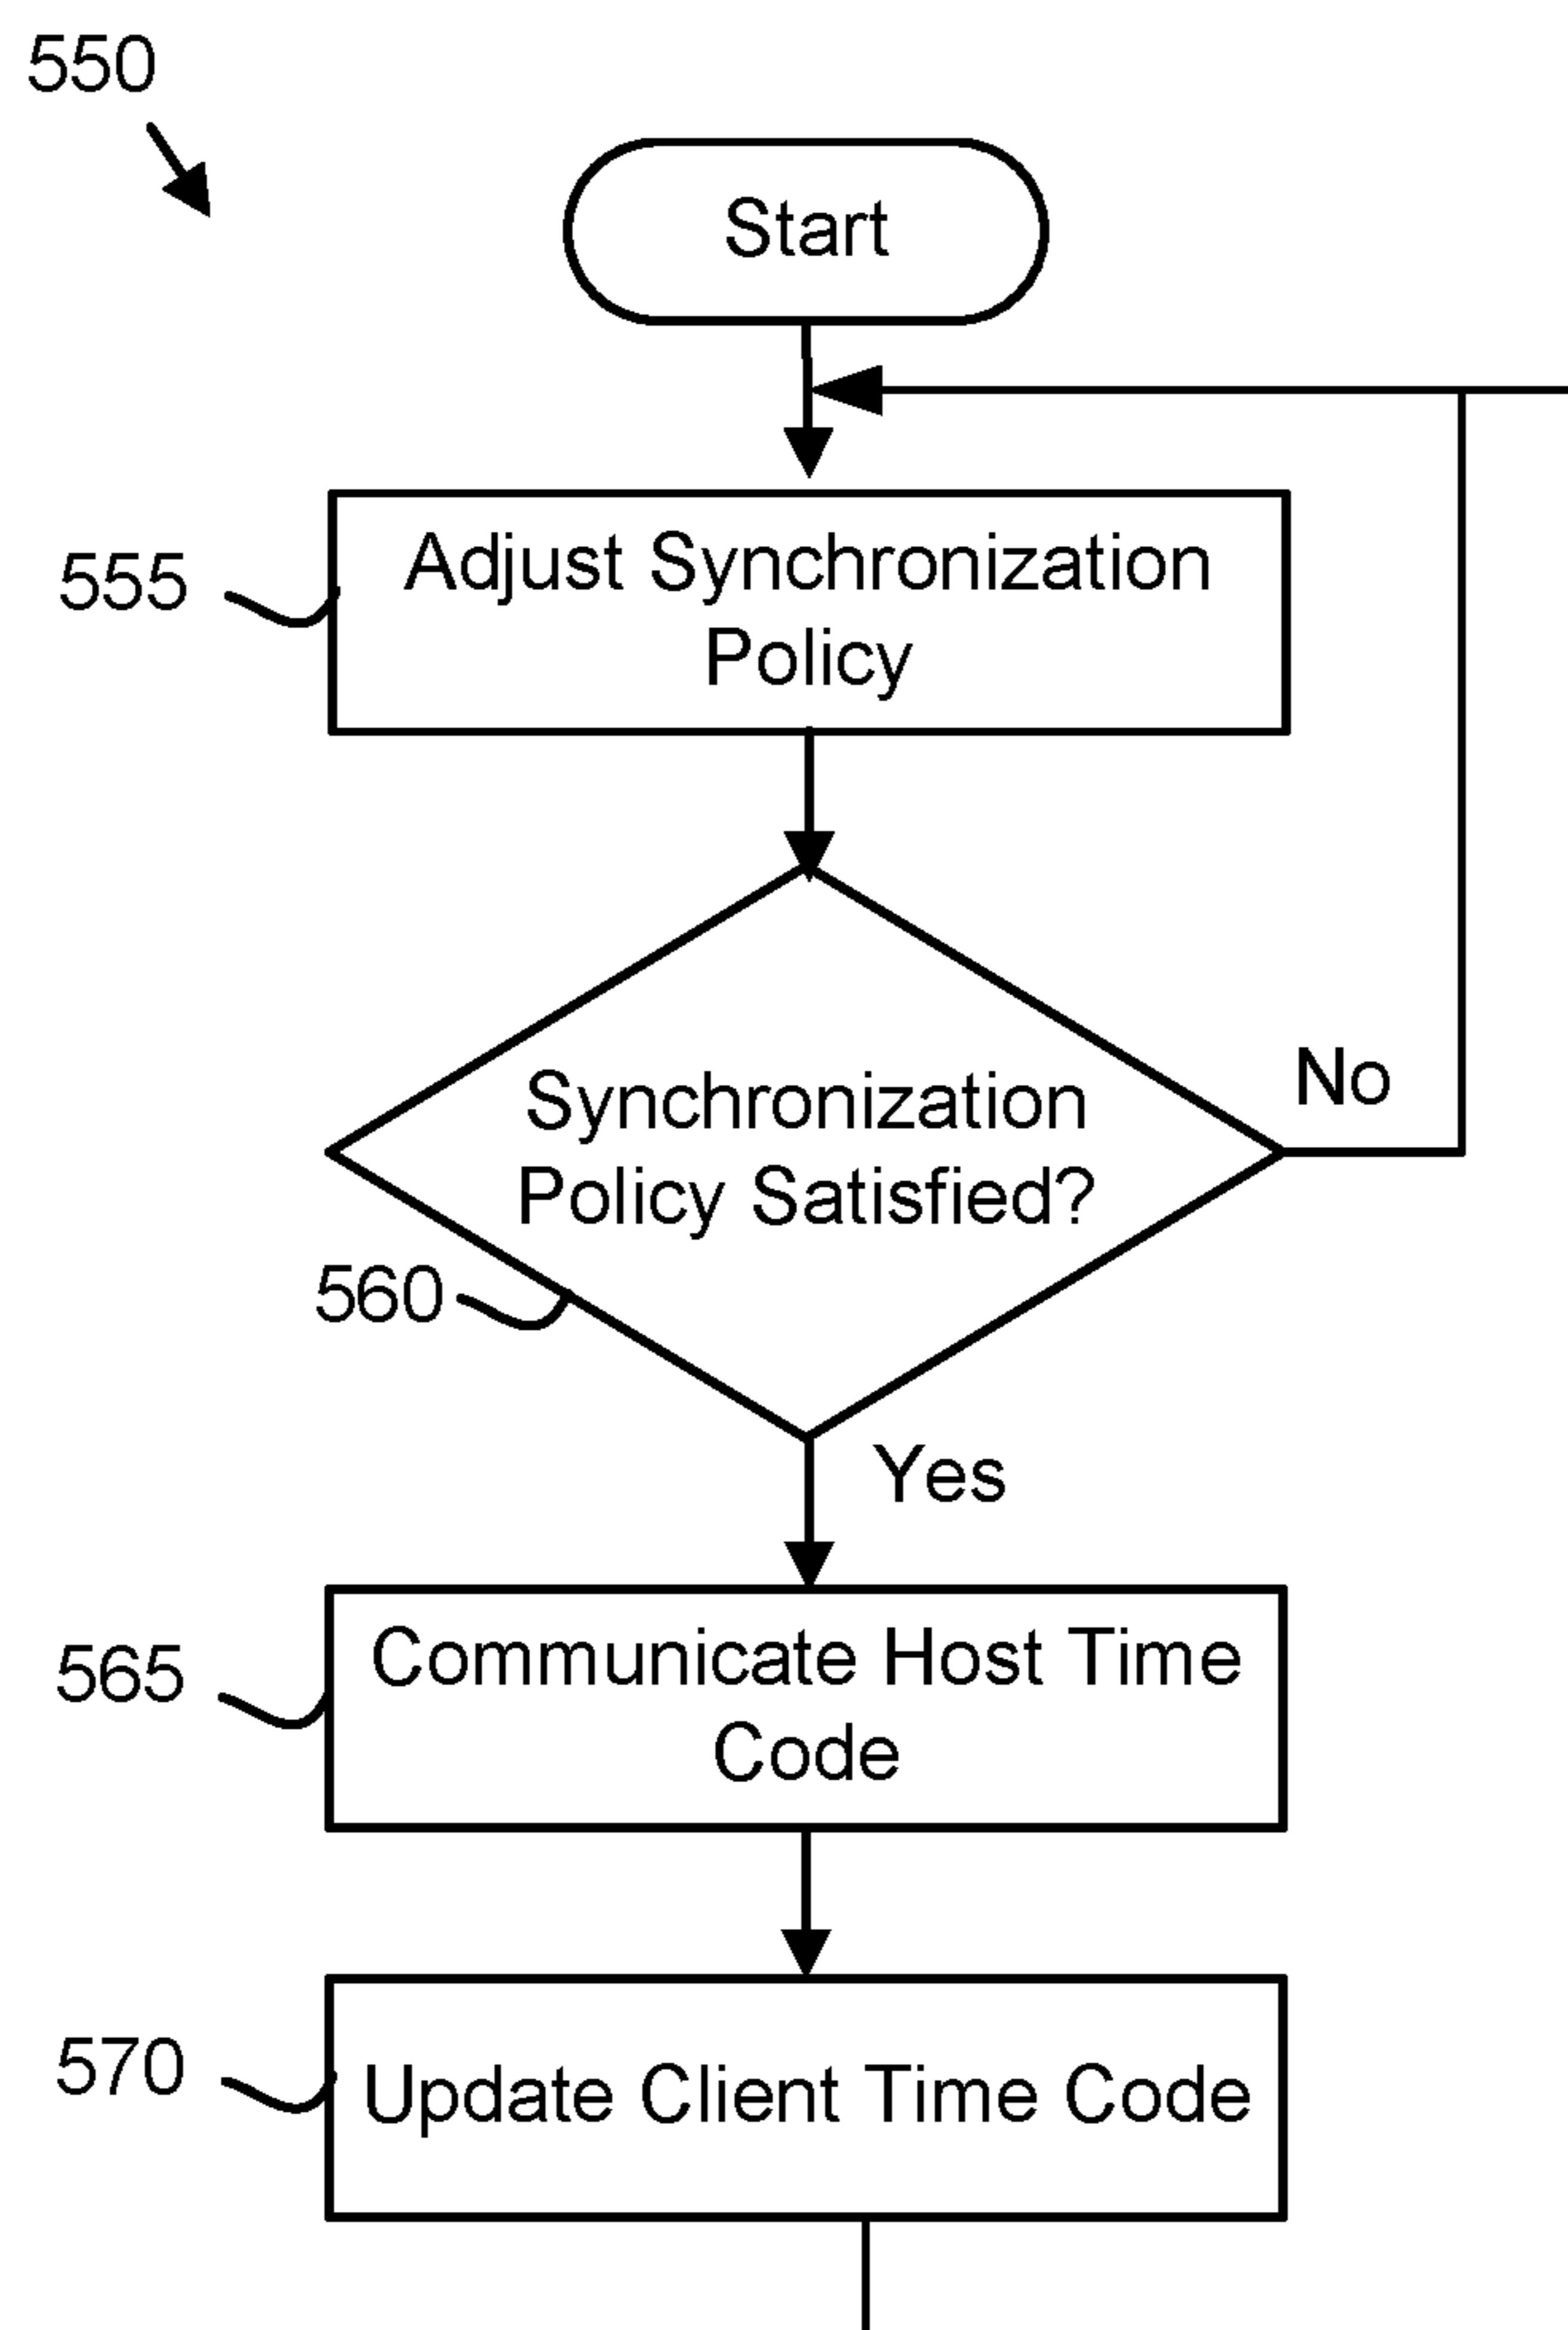 550
Start
555
Adjust Synchronization
Policy
Synchronization
Policy Satisfied?
No
560
Yes
565
Communicate Host Time
Code
570
Update Client Time Code